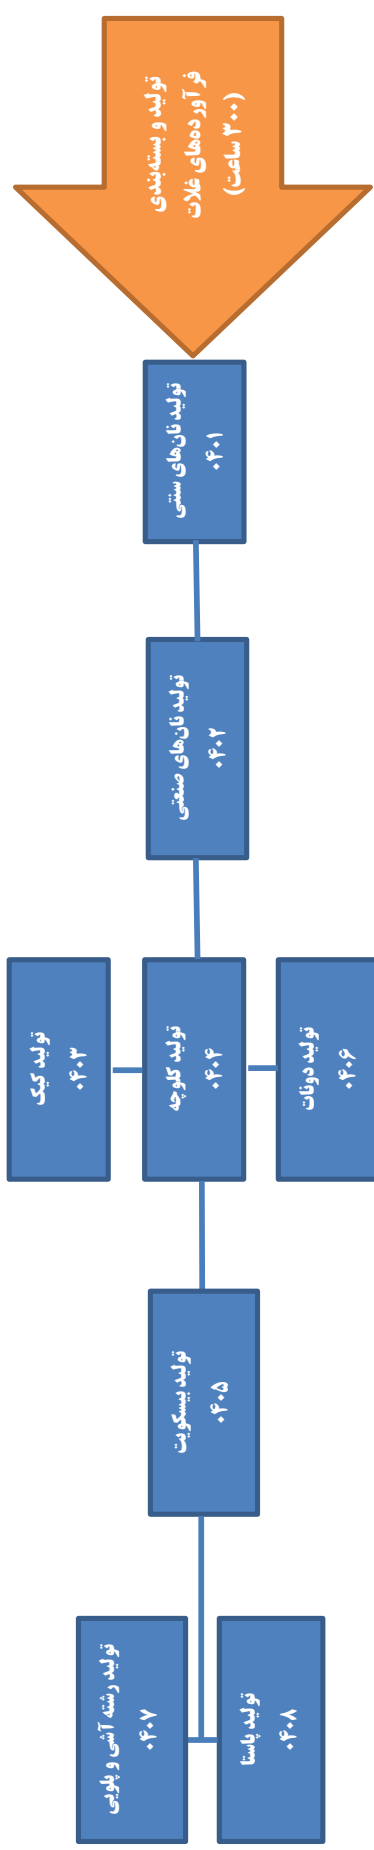 تولید و بسته‌بندی
فرآورده‌های غلات
(۳۰۰ ساعت)
تولید نان‌های سنتی
۰۴۰۱
تولید نان‌های صنعتی
۰۴۰۲
تولید کیک
۰۴۰۳
تولید کلوچه
۰۴۰۴
تولید دونات
۰۴۰۶
تولید بیسکویت
۰۴۰۵
تولید رشته آشی و پلویی
۰۴۰۷
تولید پاستا
۰۴۰۸